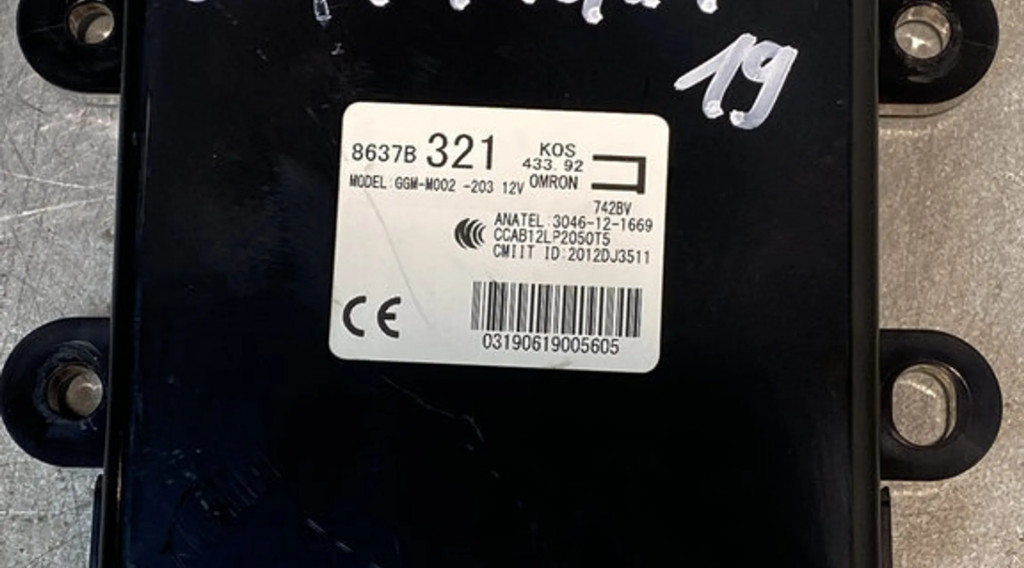 19
8637B 321 KOS
433.92
MODEL:GGM-M002 -203 12V OMRON
742BV
ANATEL:3046-12-1669
CCAB12LP2050T5
CMIIT ID:2012DJ3511
CE
03190619005605